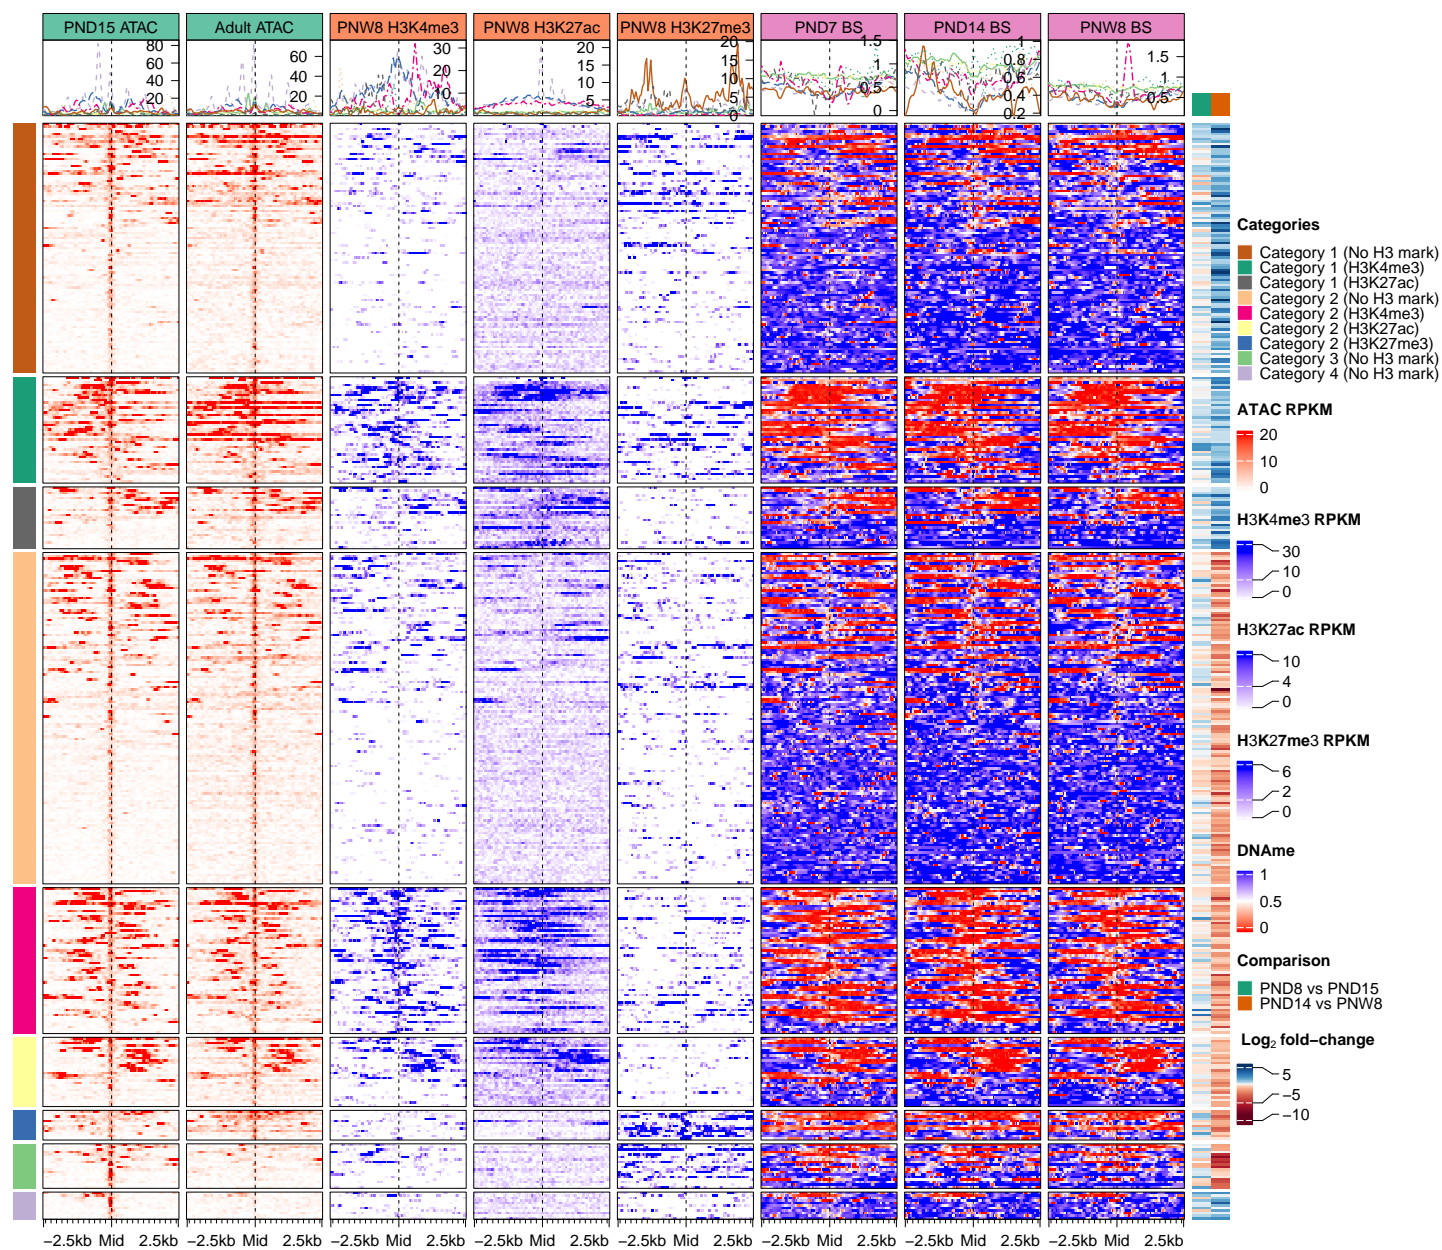 PND15 ATAC
Adult ATAC
PNW8 H3K4me3
PNW8 H3K27ac
PNW8 H3K27me3
PND7 BS
PND14 BS
PNW8 BS
80
60
40
20
60
40
20
30
20
10
20
15
10
5
20
15
10
5
0
1.5
1
0.5
0
1
0.8
0.6
0.4
0.2
1.5
1
0.5
Categories
Category 1 (No H3 mark)
Category 1 (H3K4me3)
Category 1 (H3K27ac)
Category 2 (No H3 mark)
Category 2 (H3K4me3)
Category 2 (H3K27ac)
Category 2 (H3K27me3)
Category 3 (No H3 mark)
Category 4 (No H3 mark)
ATAC RPKM
20
10
0
H3K4me3 RPKM
30
10
0
H3K27ac RPKM
10
4
0
H3K27me3 RPKM
6
2
0
DNAme
1
0.5
0
Comparison
PND8 vs PND15
PND14 vs PNW8
Log₂ fold−change
5
−5
−10
−2.5kb Mid 2.5kb
−2.5kb Mid 2.5kb
−2.5kb Mid 2.5kb
−2.5kb Mid 2.5kb
−2.5kb Mid 2.5kb
−2.5kb Mid 2.5kb
−2.5kb Mid 2.5kb
−2.5kb Mid 2.5kb